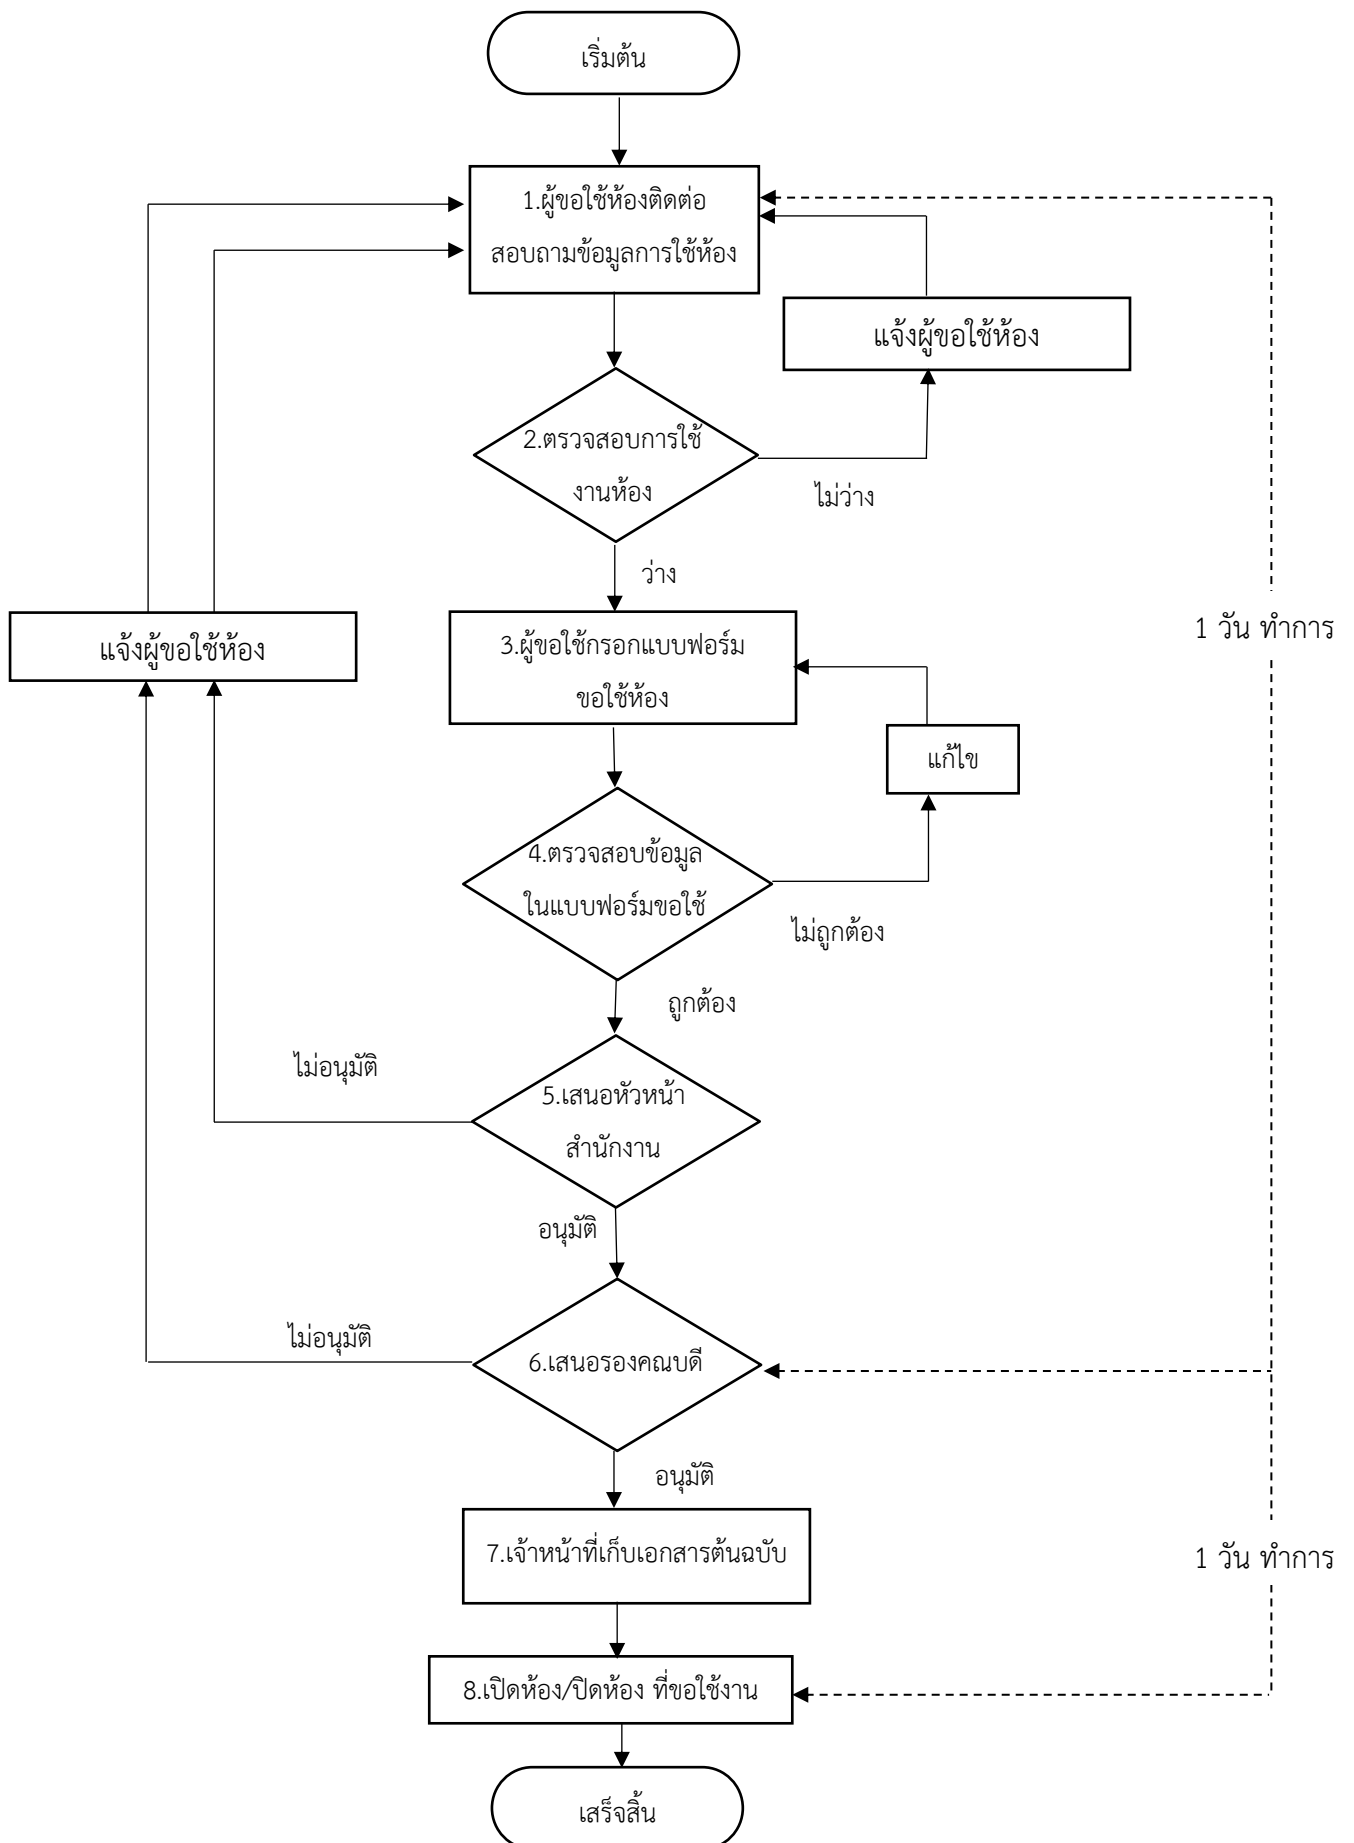 เริ่มต้น
1.ผู้ขอใช้ห้องติดต่อ
สอบถามข้อมูลการใช้ห้อง
แจ้งผู้ขอใช้ห้อง
2.ตรวจสอบการใช้
งานห้อง
ไม่ว่าง
ว่าง
แจ้งผู้ขอใช้ห้อง
3.ผู้ขอใช้กรอกแบบฟอร์ม
ขอใช้ห้อง
1 วัน ทำการ
แก้ไข
4.ตรวจสอบข้อมูล
ในแบบฟอร์มขอใช้
ไม่ถูกต้อง
ถูกต้อง
ไม่อนุมัติ
5.เสนอหัวหน้า
สำนักงาน
อนุมัติ
ไม่อนุมัติ
6.เสนอรองคณบดี
อนุมัติ
7.เจ้าหน้าที่เก็บเอกสารต้นฉบับ
1 วัน ทำการ
8.เปิดห้อง/ปิดห้อง ที่ขอใช้งาน
เสร็จสิ้น